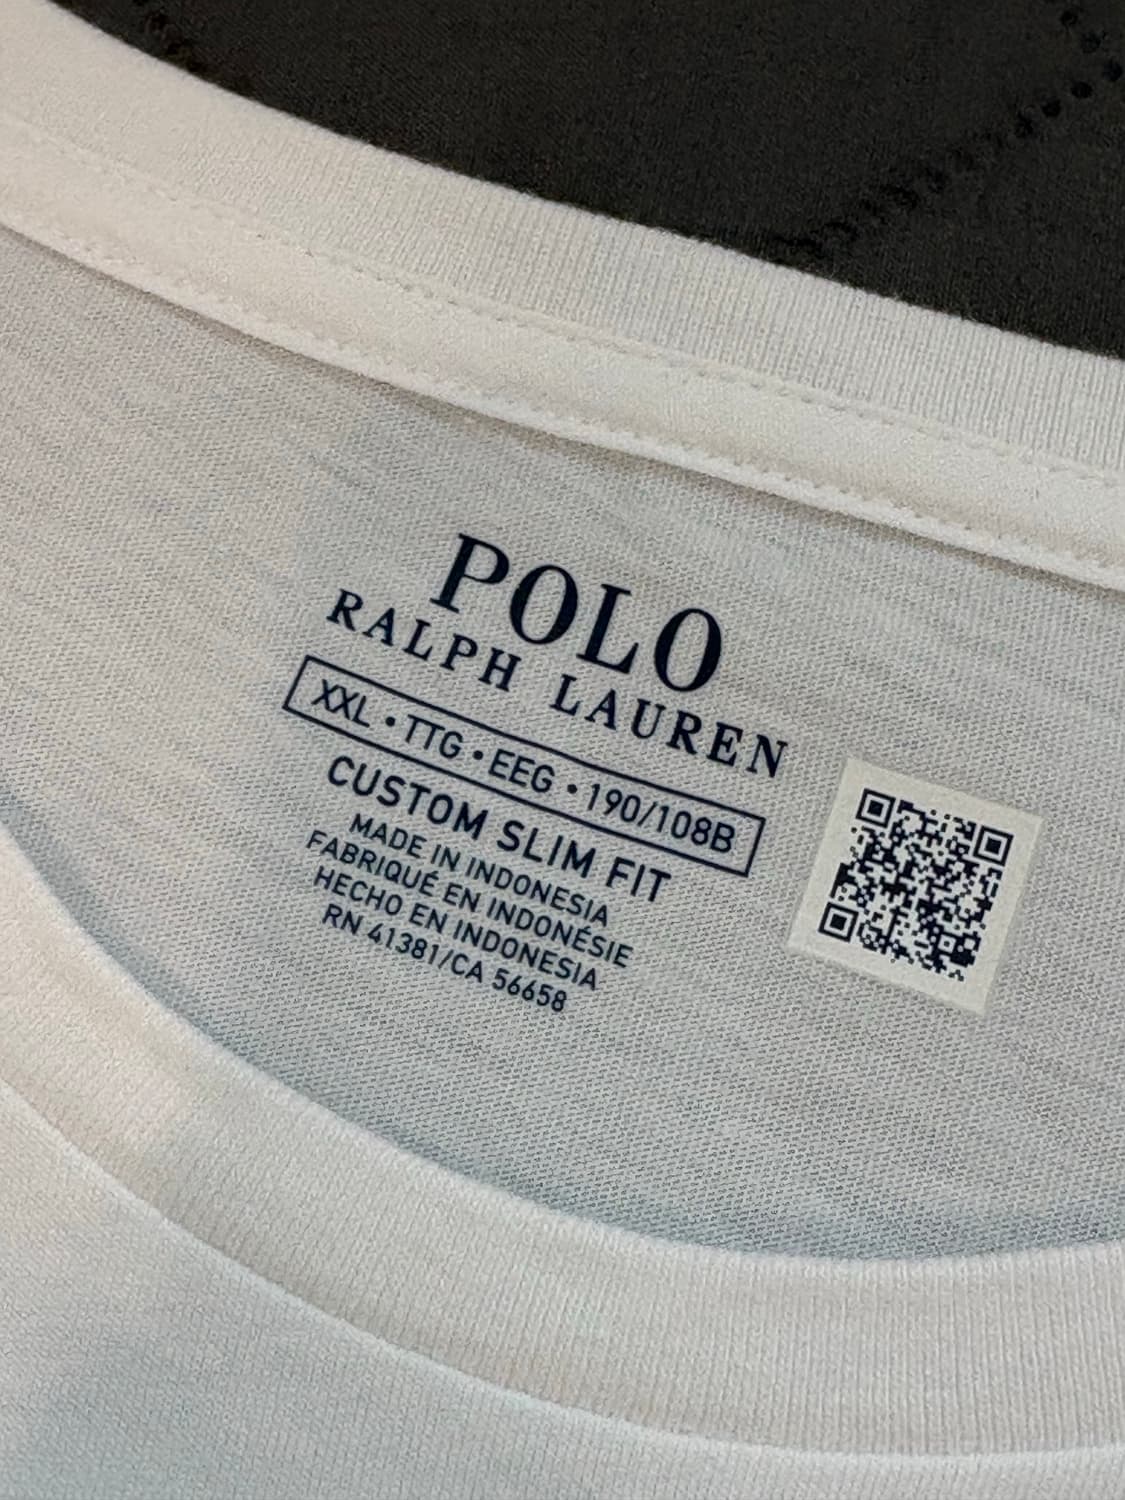 POLO
RALPH LAUREN
XXL • TTG • EEG • 190/108B
CUSTOM SLIM FIT
MADE IN INDONESIA
FABRIQUÉ EN INDONÉSIE
HECHO EN INDONESIA
RN 41381/CA 56658